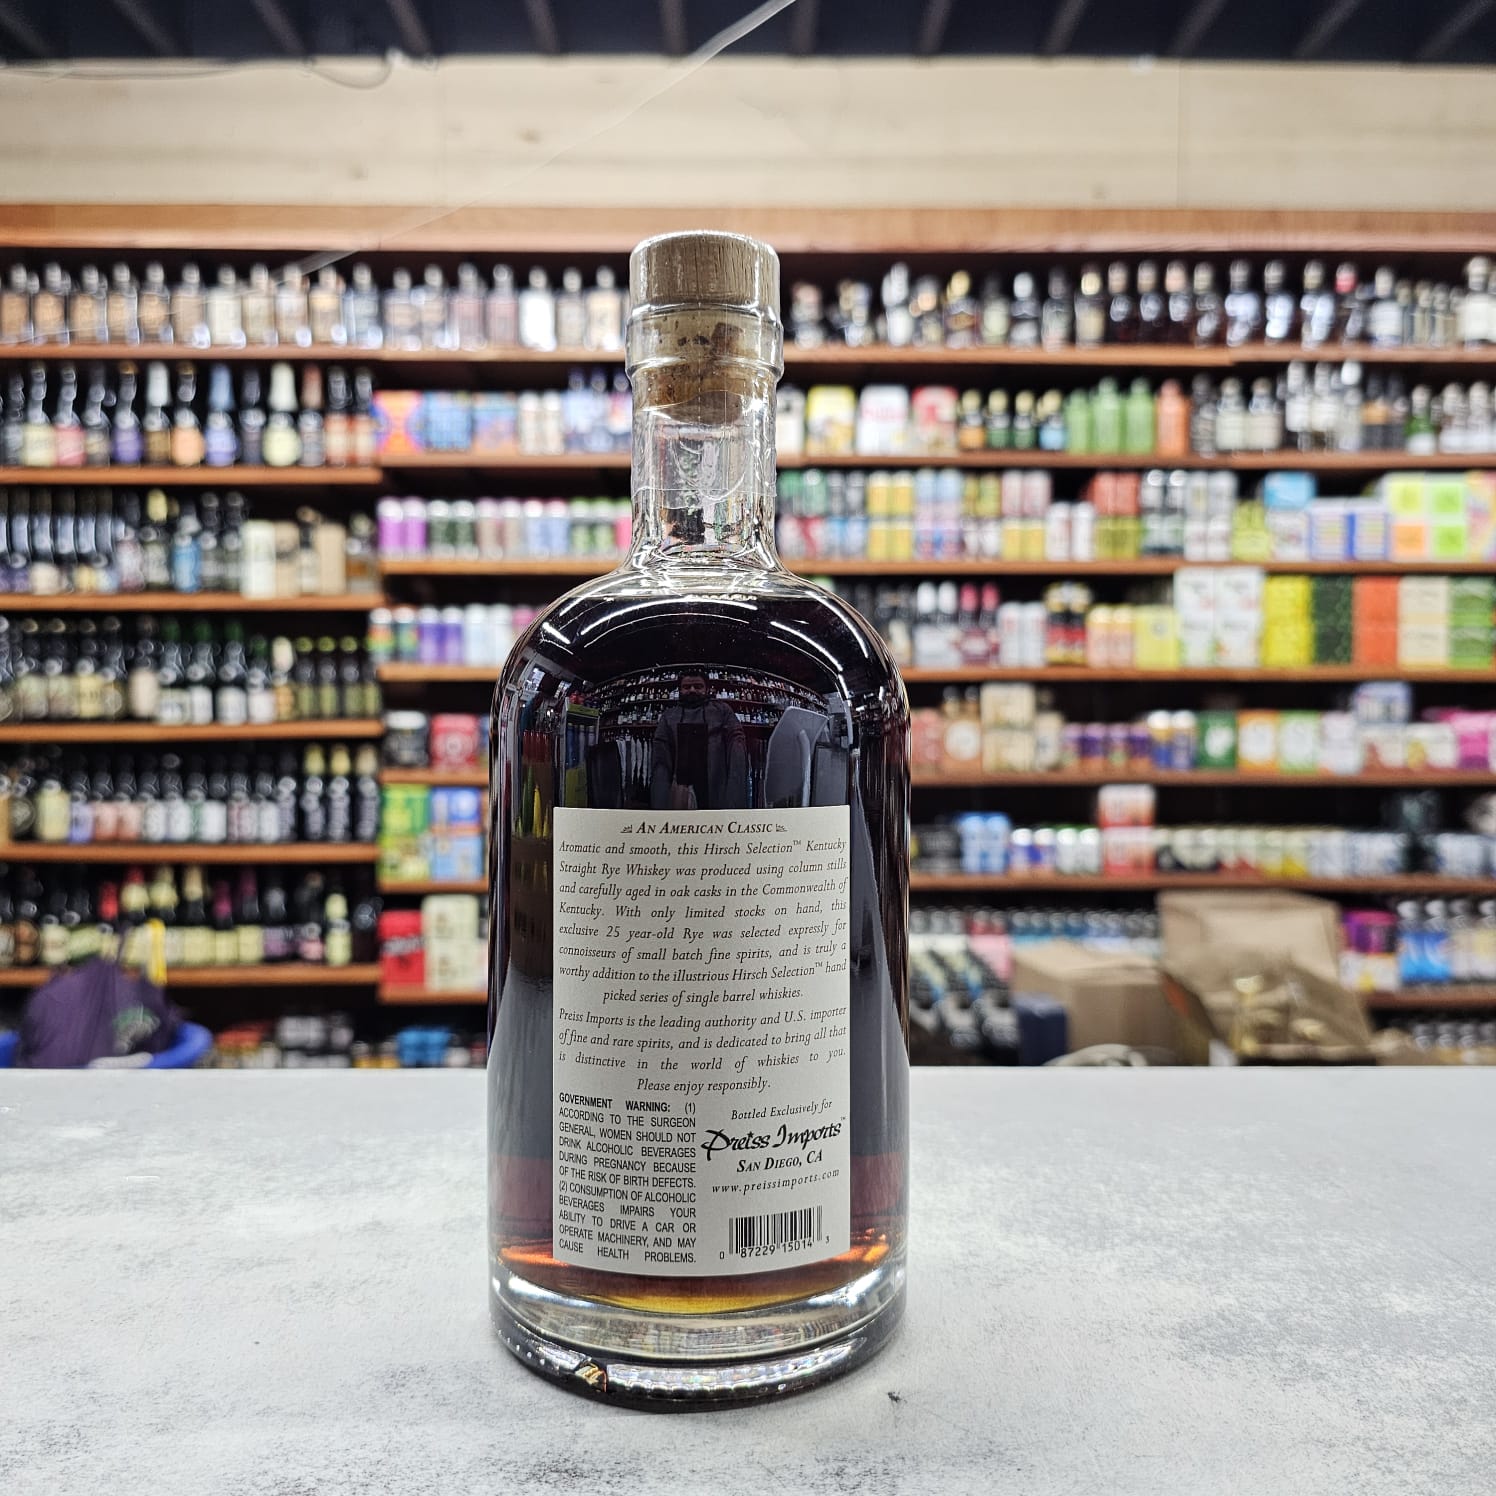 An American Classic
Aromatic and smooth, this Hirsch Selection™ Kentucky
Straight Rye Whiskey was produced using column stills
and carefully aged in oak casks in the Commonwealth of
Kentucky. With only limited stocks on hand, this
exclusive 25 year-old Rye was selected expressly for
connoisseurs of small batch fine spirits, and is truly a
worthy addition to the illustrious Hirsch Selection™ hand
picked series of single barrel whiskies.
Preiss Imports is the leading authority and U.S. importer
of fine and rare spirits, and is dedicated to bring all that
is distinctive in the world of whiskies to you.
Please enjoy responsibly.
GOVERNMENT WARNING: (1)
ACCORDING TO THE SURGEON
GENERAL, WOMEN SHOULD NOT
DRINK ALCOHOLIC BEVERAGES
DURING PREGNANCY BECAUSE
OF THE RISK OF BIRTH DEFECTS.
(2) CONSUMPTION OF ALCOHOLIC
BEVERAGES IMPAIRS YOUR
ABILITY TO DRIVE A CAR OR
OPERATE MACHINERY, AND MAY
CAUSE HEALTH PROBLEMS.
Bottled Exclusively for
Preiss Imports™
San Diego, CA
www.preissimports.com
0 87229 15014 3